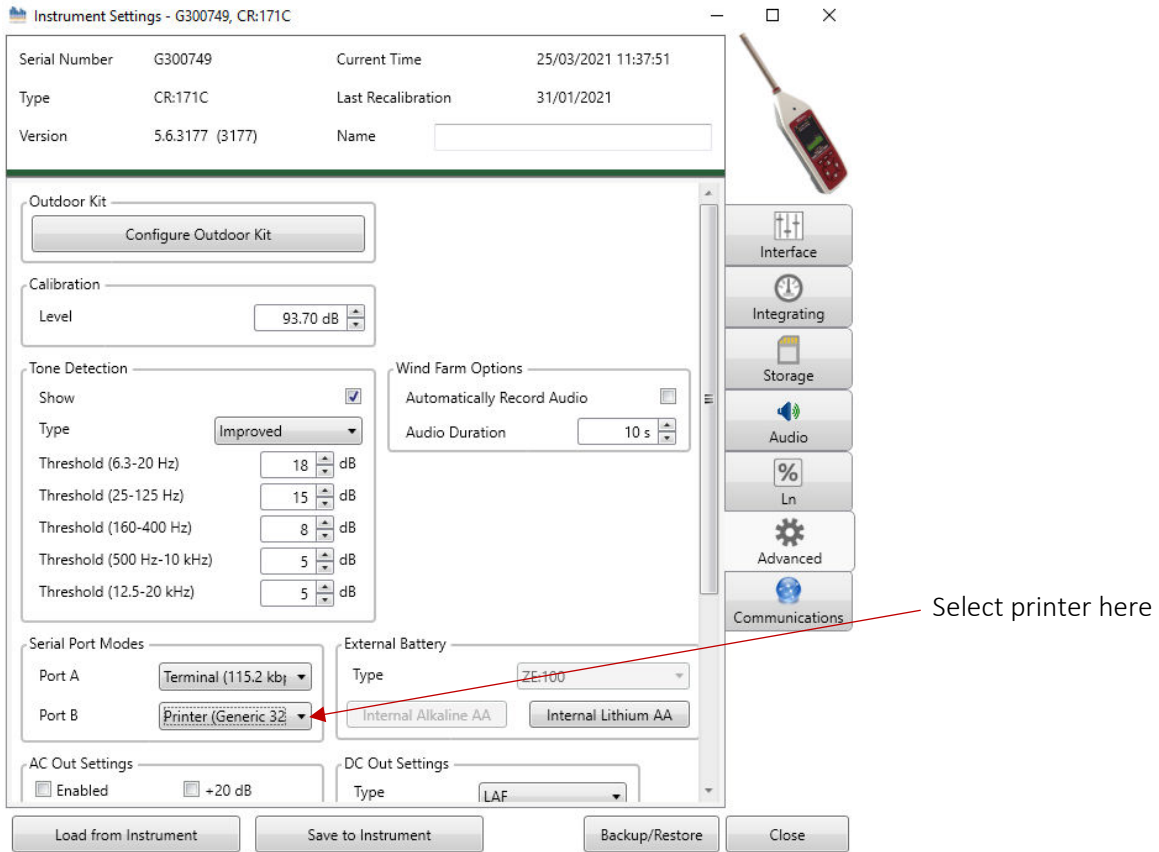 Instrument Settings - G300749, CR:171C
Serial Number G300749 Current Time 25/03/2021 11:37:51
Type CR:171C Last Recalibration 31/01/2021
Version 5.6.3177 (3177) Name
Outdoor Kit
Configure Outdoor Kit
Calibration
Level 93.70 dB
Tone Detection
Show
Type Improved
Threshold (6.3-20 Hz) 18 dB
Threshold (25-125 Hz) 15 dB
Threshold (160-400 Hz) 8 dB
Threshold (500 Hz-10 kHz) 5 dB
Threshold (12.5-20 kHz) 5 dB
Wind Farm Options
Automatically Record Audio
Audio Duration 10 s
Serial Port Modes
Port A Terminal (115.2 kbp
Port B Printer (Generic 32
External Battery
Type ZE:100
Internal Alkaline AA Internal Lithium AA
AC Out Settings
Enabled +20 dB
DC Out Settings
Type LAF
Interface
Integrating
Storage
Audio
%
Ln
Advanced
Communications
Select printer here
Load from Instrument Save to Instrument Backup/Restore Close